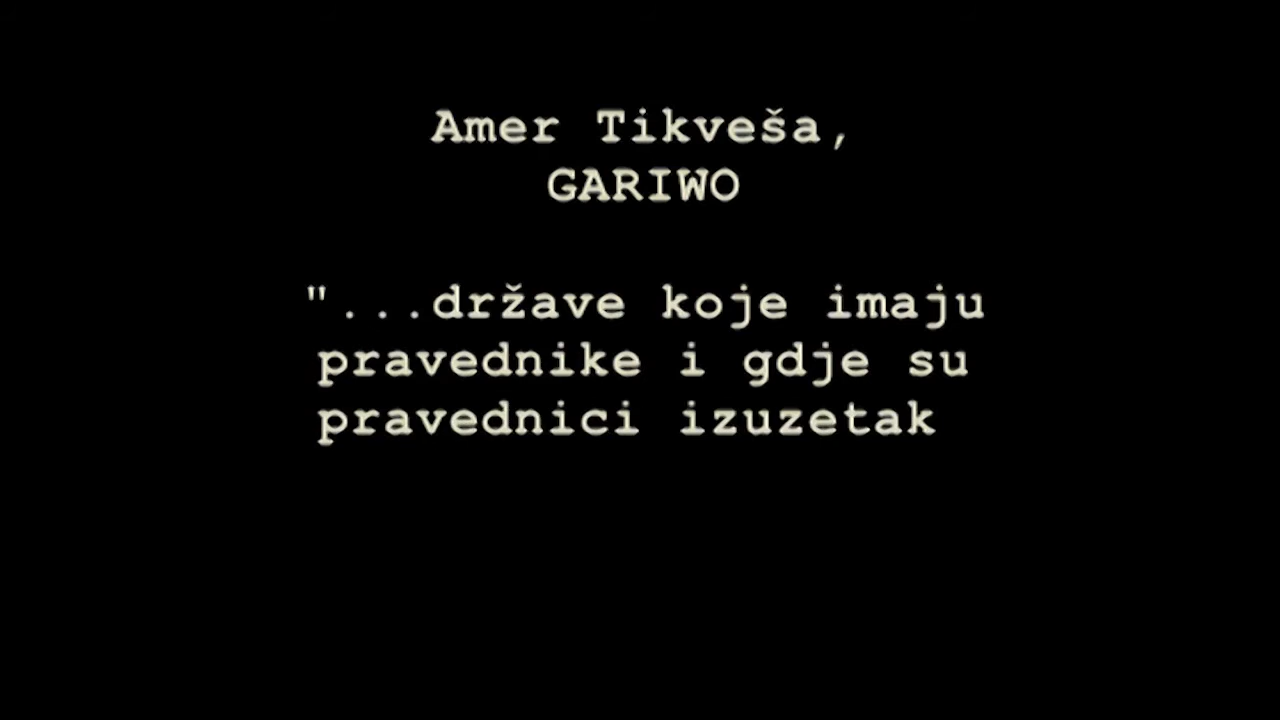 Amer Tikveša,
GARIWO
"...države koje imaju
pravednike i gdje su
pravednici izuzetak